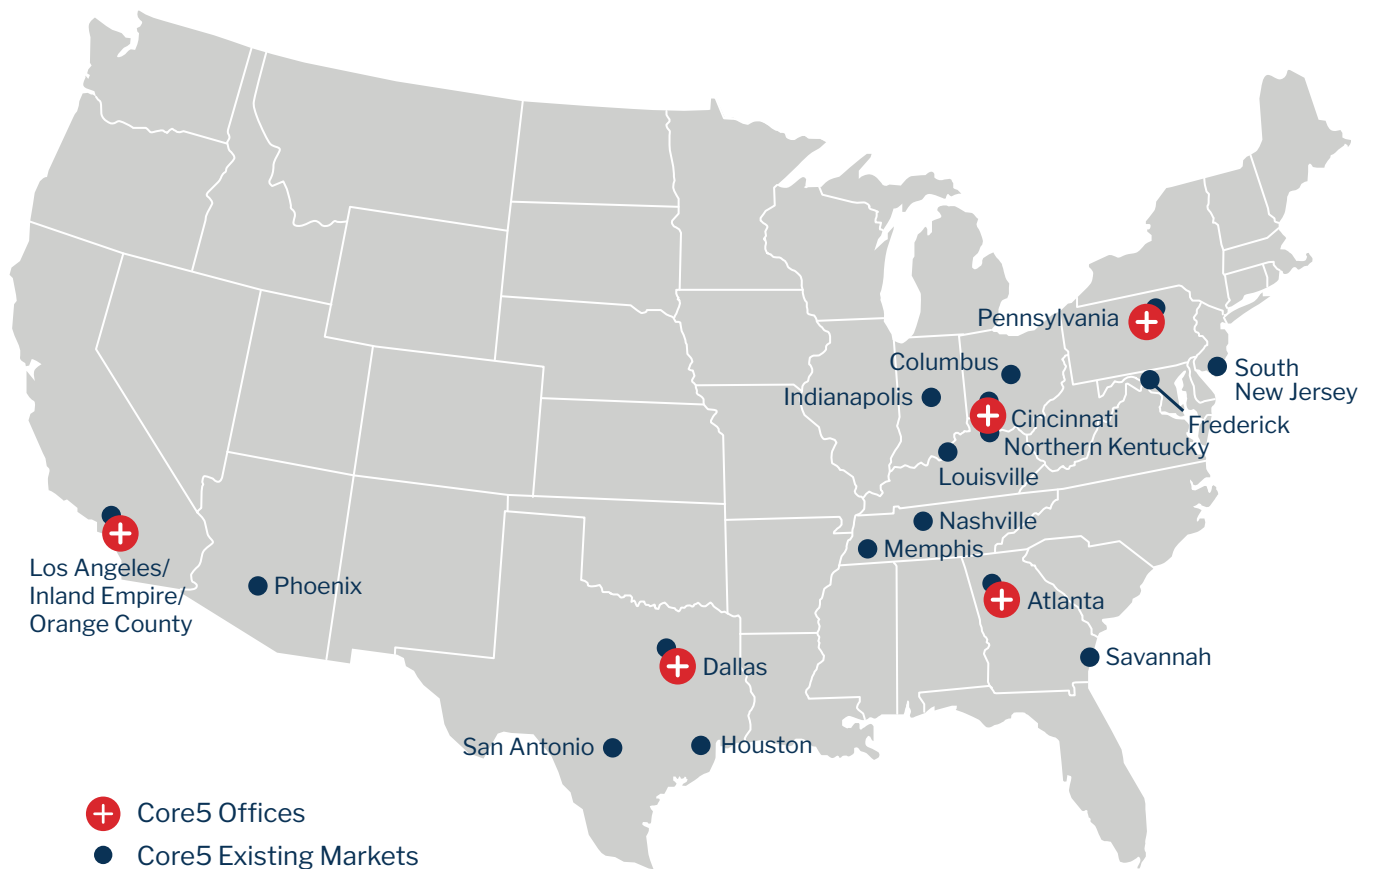 Pennsylvania
Columbus
South
New Jersey
Indianapolis
Cincinnati
Frederick
Northern Kentucky
Louisville
Nashville
Memphis
Los Angeles/
Inland Empire/
Orange County
Phoenix
Atlanta
Savannah
Dallas
San Antonio
Houston
Core5 Offices
Core5 Existing Markets